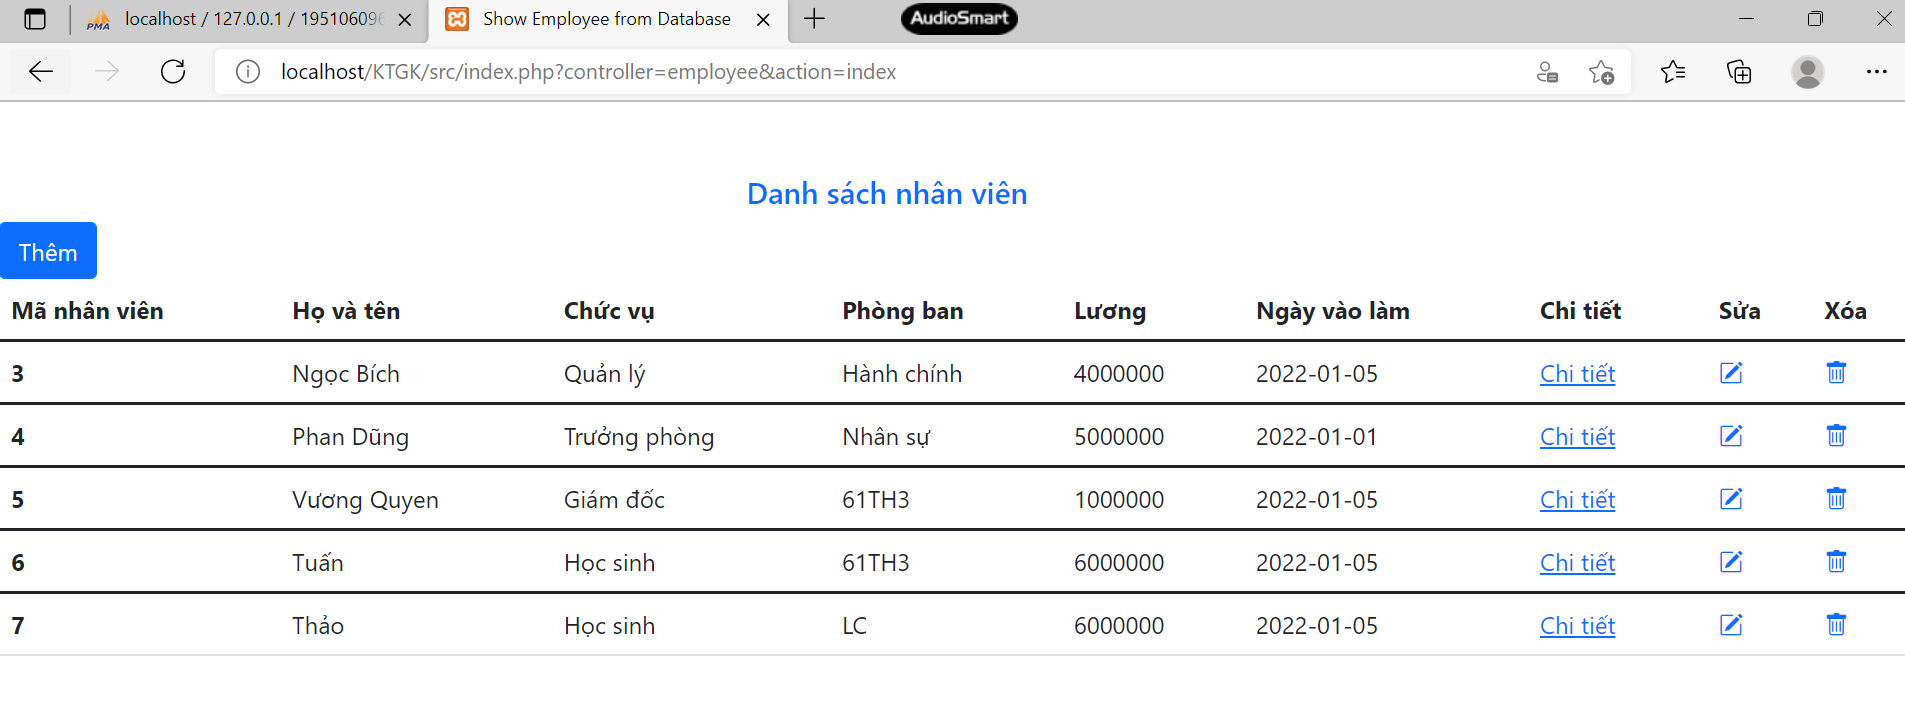 localhost / 127.0.0.1 / 195106096
Show Employee from Database
AudioSmart
localhost/KTGK/src/index.php?controller=employee&action=index
Danh sách nhân viên
Thêm
Mã nhân viên Họ và tên Chức vụ Phòng ban Lương Ngày vào làm Chi tiết Sửa Xóa
3 Ngọc Bích Quản lý Hành chính 4000000 2022-01-05 Chi tiết
4 Phan Dũng Trưởng phòng Nhân sự 5000000 2022-01-01 Chi tiết
5 Vương Quyen Giám đốc 61TH3 1000000 2022-01-05 Chi tiết
6 Tuấn Học sinh 61TH3 6000000 2022-01-05 Chi tiết
7 Thảo Học sinh LC 6000000 2022-01-05 Chi tiết